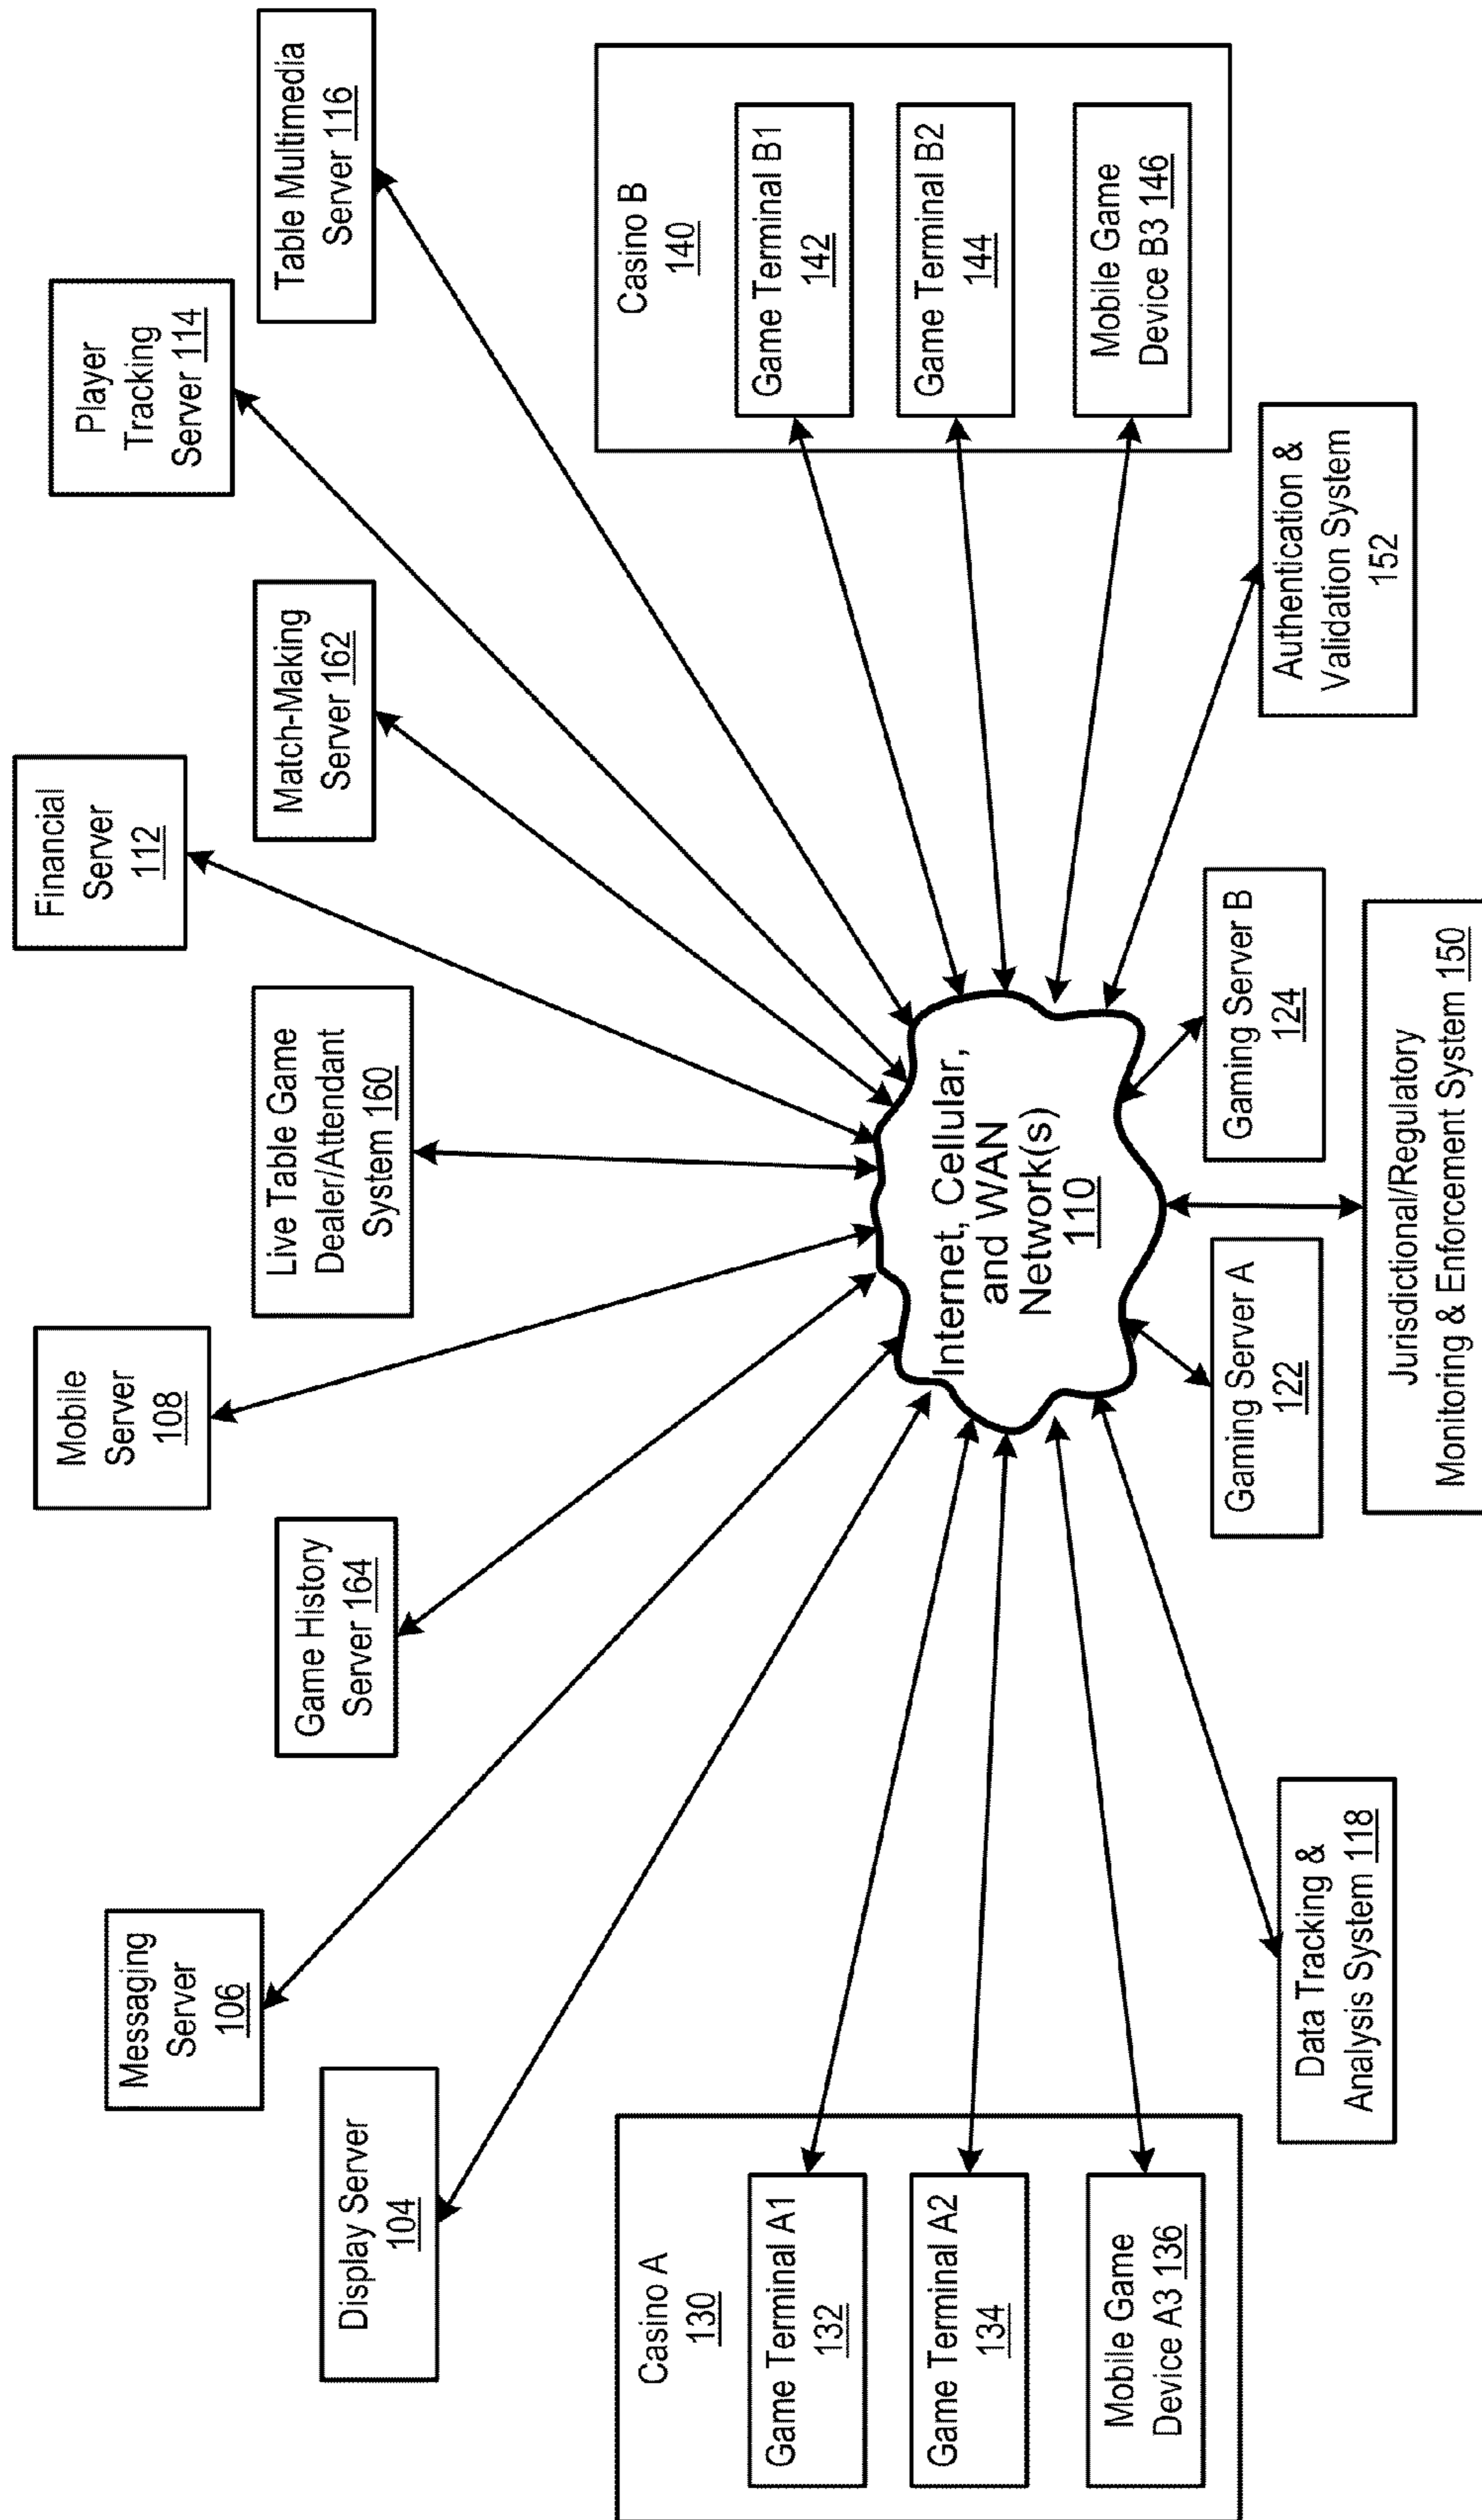 Messaging
Server
106
Display Server
104
Game History
Server 164
Mobile
Server
108
Live Table Game
Dealer/Attendant
System 160
Financial
Server
112
Match-Making
Server 162
Player
Tracking
Server 114
Table Multimedia
Server 116
Casino A
130
Game Terminal A1
132
Game Terminal A2
134
Mobile Game
Device A3 136
Internet, Cellular,
and WAN
Network(s)
110
Casino B
140
Game Terminal B1
142
Game Terminal B2
144
Mobile Game
Device B3 146
Data Tracking &
Analysis System 118
Gaming Server A
122
Gaming Server B
124
Authentication &
Validation System
152
Jurisdictional/Regulatory
Monitoring & Enforcement System 150